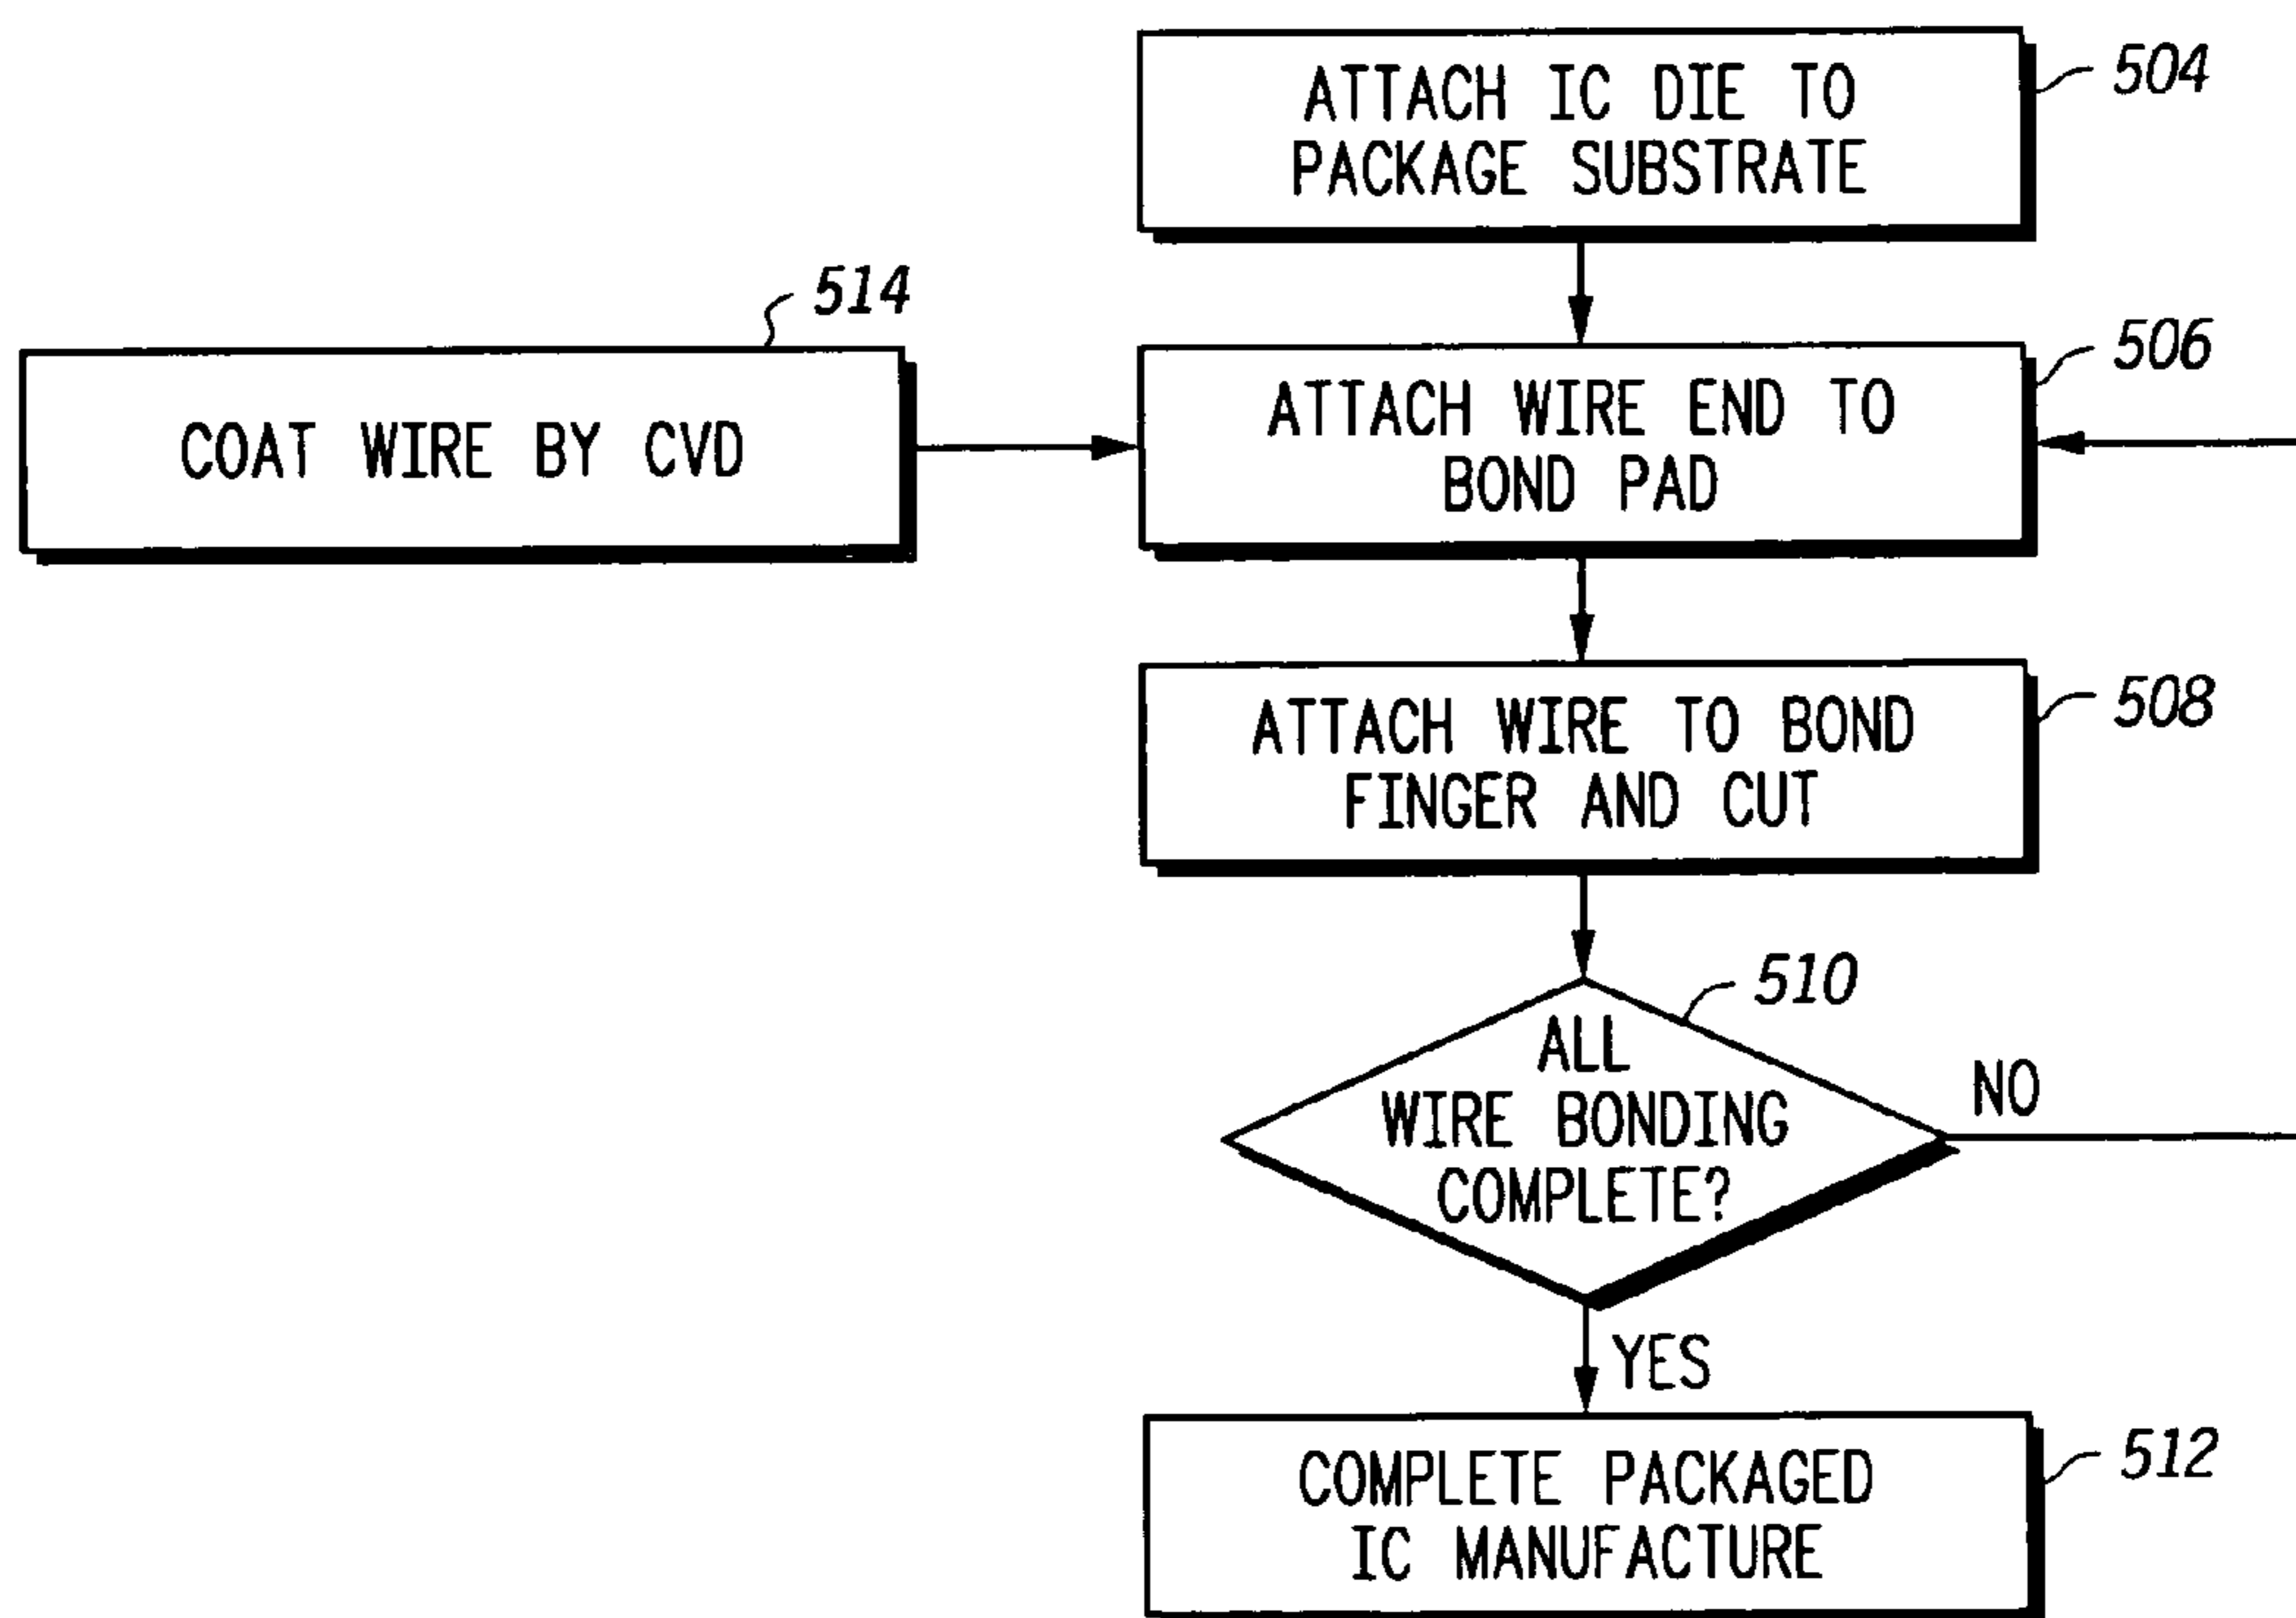 ATTACH IC DIE TO
PACKAGE SUBSTRATE
504
514
COAT WIRE BY CVD
ATTACH WIRE END TO
BOND PAD
506
ATTACH WIRE TO BOND
FINGER AND CUT
508
510
ALL
WIRE BONDING
COMPLETE?
NO
YES
COMPLETE PACKAGED
IC MANUFACTURE
512